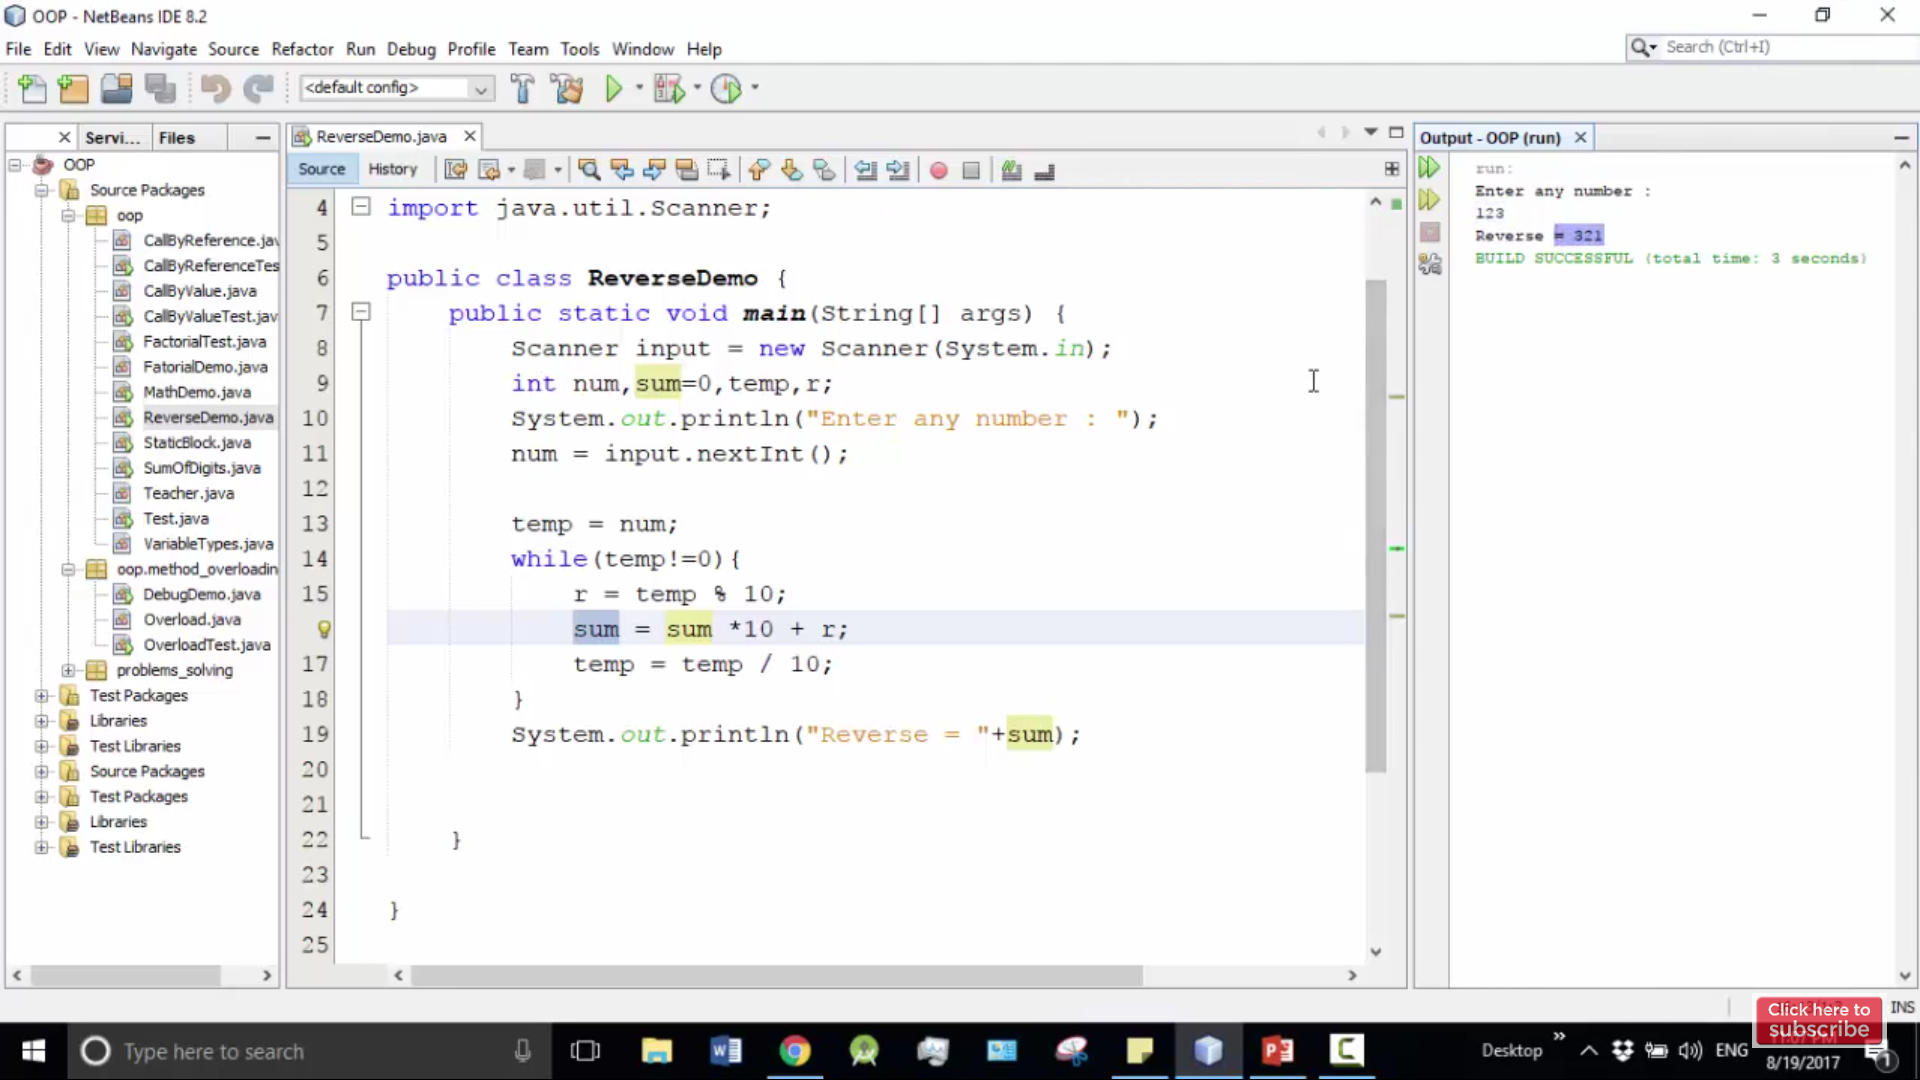 OOP - NetBeans IDE 8.2
File Edit View Navigate Source Refactor Run Debug Profile Team Tools Window Help
Search (Ctrl+I)
<default config>
Servi... Files
OOP
Source Packages
oop
CallByReference.jav
CallByReferenceTes
CallByValue.java
CallByValueTest.jav
FactorialTest.java
FatorialDemo.java
MathDemo.java
ReverseDemo.java
StaticBlock.java
SumOfDigits.java
Teacher.java
Test.java
VariableTypes.java
oop.method_overloadin
DebugDemo.java
Overload.java
OverloadTest.java
problems_solving
Test Packages
Libraries
Test Libraries
Source Packages
Test Packages
Libraries
Test Libraries
ReverseDemo.java
Source History
4 import java.util.Scanner;
5
6 public class ReverseDemo {
7 public static void main(String[] args) {
8 Scanner input = new Scanner(System.in);
9 int num,sum=0,temp,r;
10 System.out.println("Enter any number : ");
11 num = input.nextInt();
12
13 temp = num;
14 while(temp!=0){
15 r = temp % 10;
sum = sum *10 + r;
17 temp = temp / 10;
18 }
19 System.out.println("Reverse = "+sum);
20
21
22 }
23
24 }
25
Output - OOP (run)
run:
Enter any number :
123
Reverse = 321
BUILD SUCCESSFUL (total time: 3 seconds)
INS
Click here to
subscribe
Type here to search
Desktop
ENG
8/19/2017
1